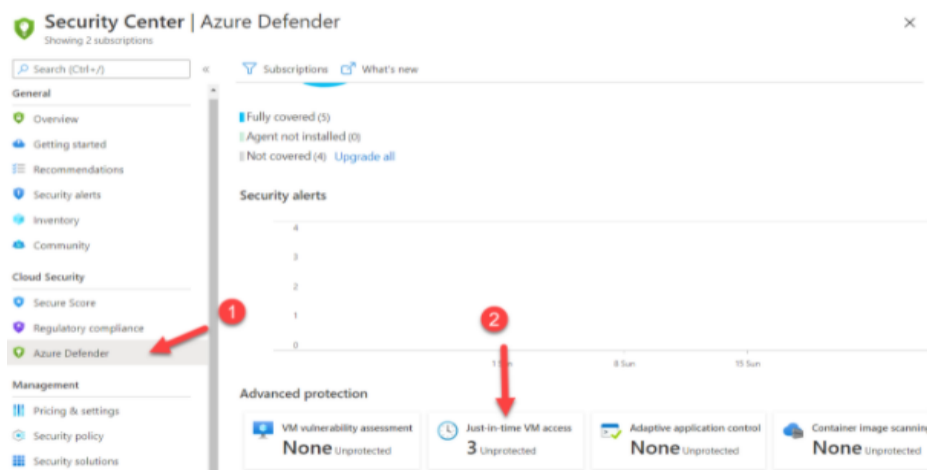 Security Center | Azure Defender
Showing 2 subscriptions
Search (Ctrl+/)
«
Subscriptions
What's new
General
Overview
Getting started
Recommendations
Security alerts
Inventory
Community
Cloud Security
Secure Score
Regulatory compliance
Azure Defender
Management
Pricing & settings
Security policy
Security solutions
1
Fully covered (5)
Agent not installed (0)
Not covered (4) Upgrade all
Security alerts
4
3
2
1
0
2
8 Sun
15 Sun
Advanced protection
VM vulnerability assessment
None Unprotected
Just-in-time VM access
3 Unprotected
Adaptive application control
None Unprotected
Container image scanning
None Unprotected